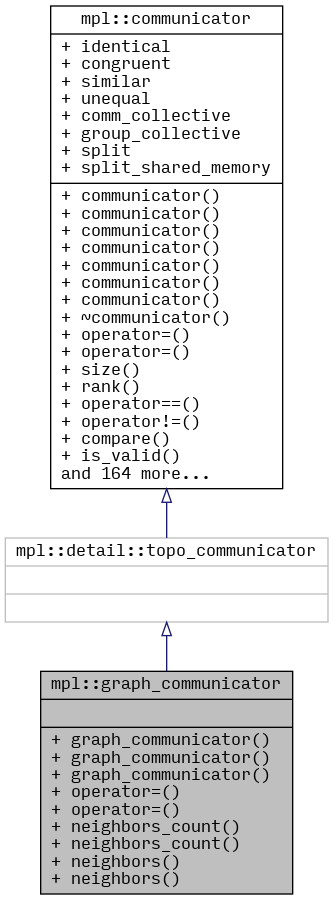 mpl::communicator
+ identical
+ congruent
+ similar
+ unequal
+ comm_collective
+ group_collective
+ split
+ split_shared_memory
+ communicator()
+ communicator()
+ communicator()
+ communicator()
+ communicator()
+ communicator()
+ communicator()
+ ~communicator()
+ operator=()
+ operator=()
+ size()
+ rank()
+ operator==()
+ operator!=()
+ compare()
+ is_valid()
and 164 more...
mpl::detail::topo_communicator
mpl::graph_communicator
+ graph_communicator()
+ graph_communicator()
+ graph_communicator()
+ operator=()
+ operator=()
+ neighbors_count()
+ neighbors_count()
+ neighbors()
+ neighbors()